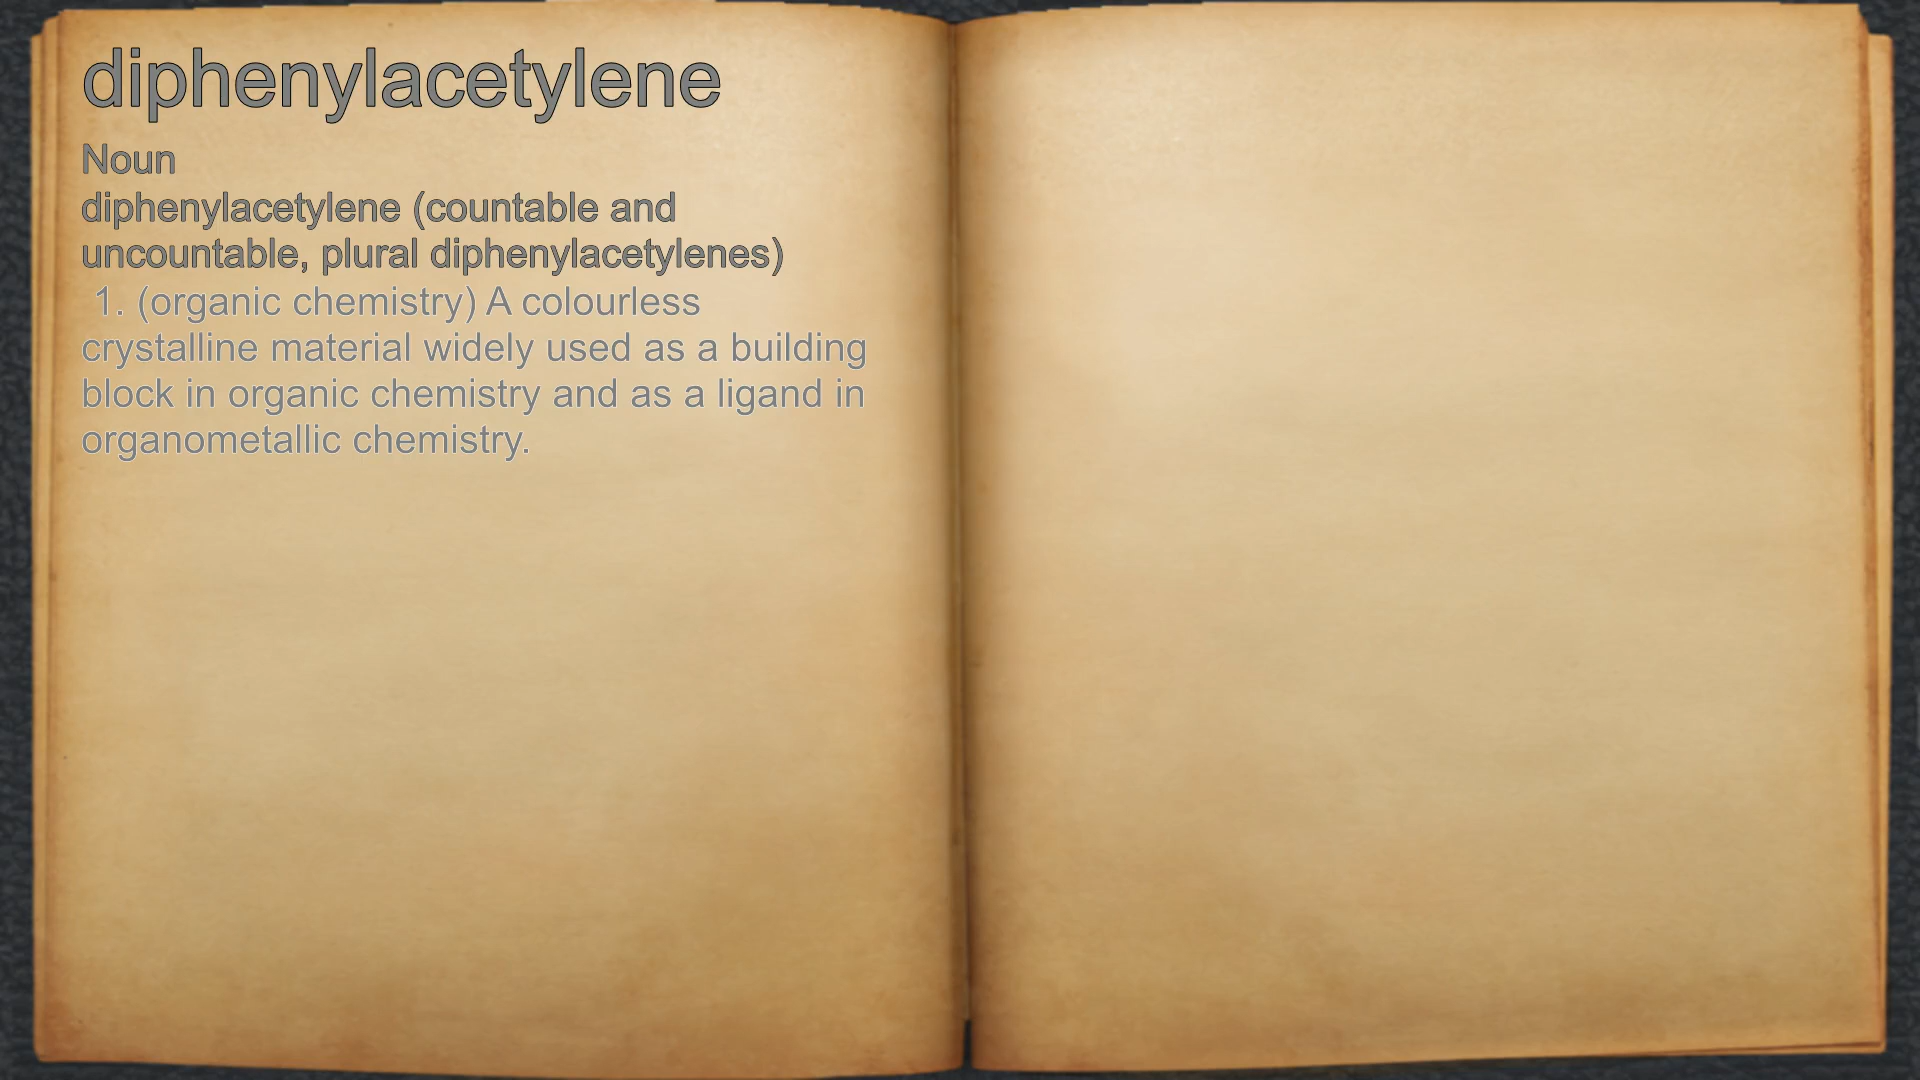 diphenylacetylene
Noun
diphenylacetylene (countable and
uncountable, plural diphenylacetylenes)
1. (organic chemistry) A colourless
crystalline material widely used as a building
block in organic chemistry and as a ligand in
organometallic chemistry.